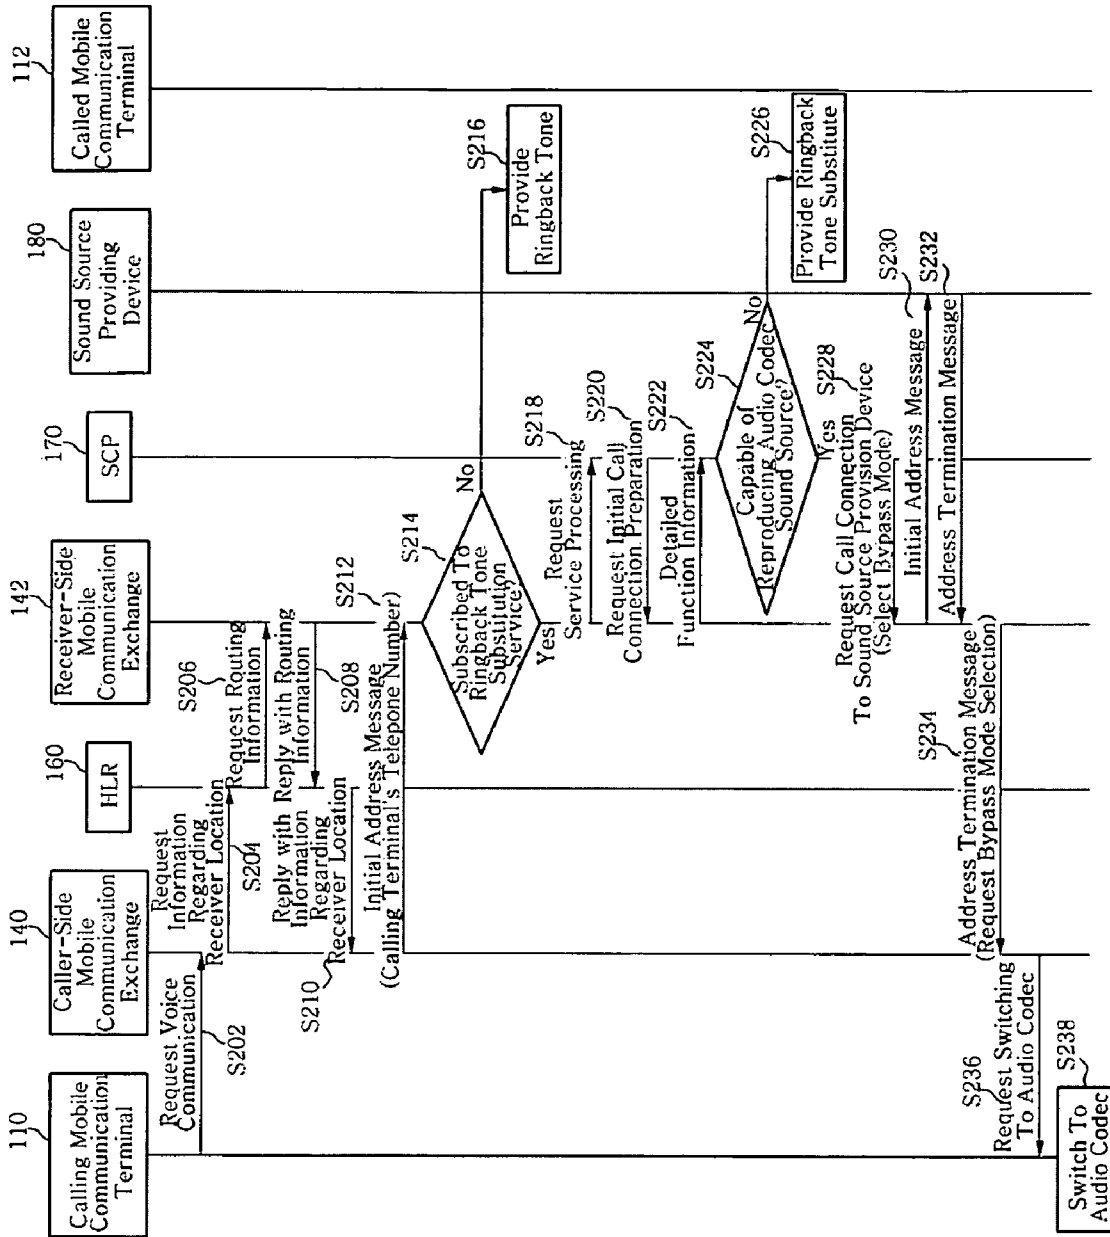 110
Calling Mobile
Communication
Terminal
140
Caller-Side
Mobile
Communication
Exchange
160
HLR
142
Receiver-Side
Mobile
Communication
Exchange
170
SCP
180
Sound Source
Providing
Device
112
Called Mobile
Communication
Terminal
Request Voice
Communication
S202
Request
Information
Regarding
Receiver Location
S204
S206
Request Routing
Information
Reply with Routing
Information
S208
Reply with
Information
Regarding
Receiver Location
S210
Initial Address Message
(Calling Terminal's Telepone Number)
S212
S214
Subscribed To
Ringback Tone
Substitution
Service?
No
S216
Provide
Ringback Tone
Yes
Request
Service Processing
S218
Request Initial Call
Connection Preparation
S220
Detailed
Function Information
S222
S224
Capable of
Reproducing Audio Codec
Sound Source?
No
S226
Provide Ringback
Tone Substitute
Yes
S228
Request Call Connection
To Sound Source Provision Device
(Select Bypass Mode)
Initial Address Message
S230
Address Termination Message
S232
S234
Address Termination Message
(Request Bypass Mode Selection)
S236
Request Switching
To Audio Codec
S238
Switch To
Audio Codec